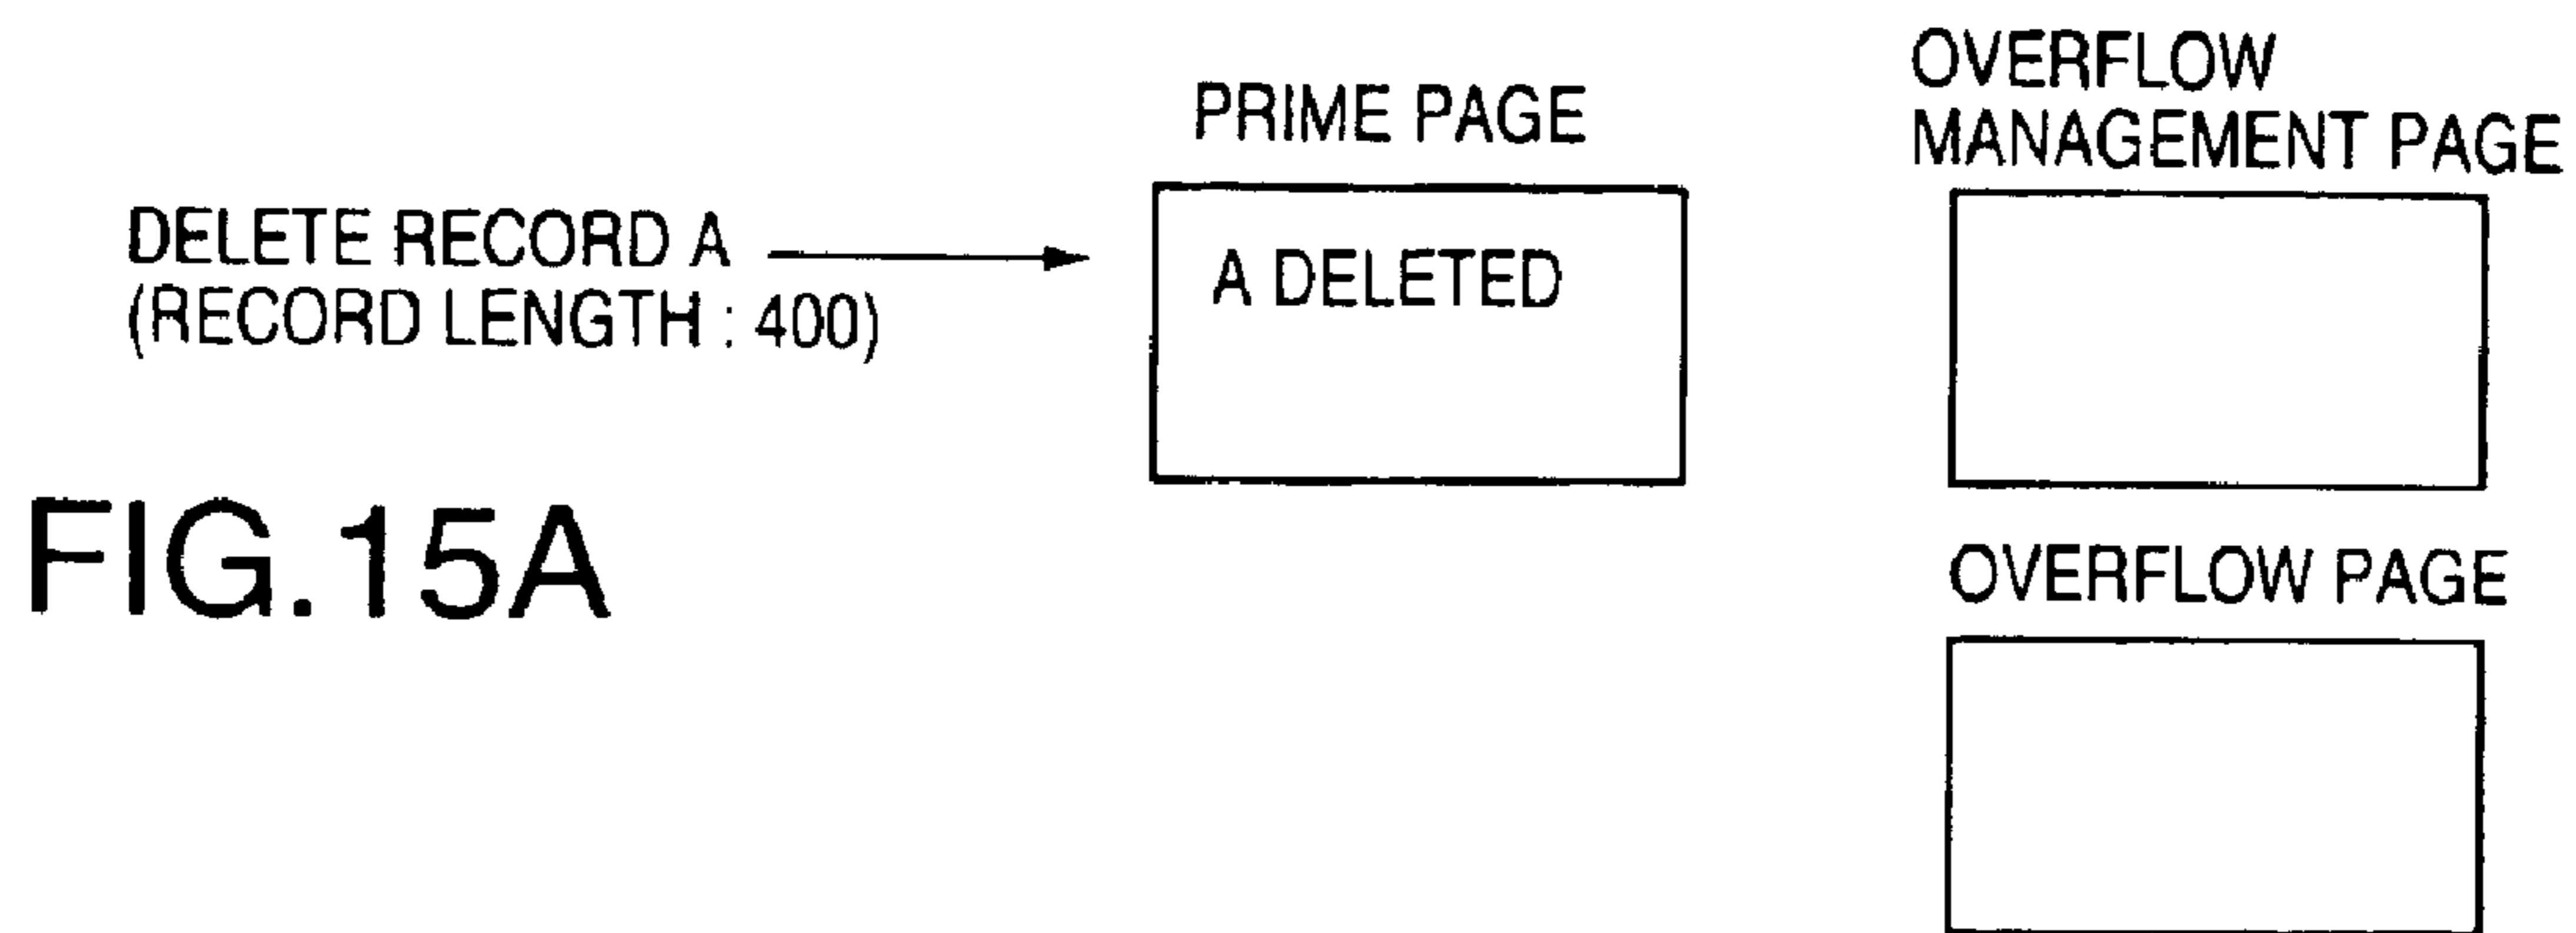 DELETE RECORD A
(RECORD LENGTH : 400)
PRIME PAGE
A DELETED
OVERFLOW
MANAGEMENT PAGE
OVERFLOW PAGE
FIG.15A